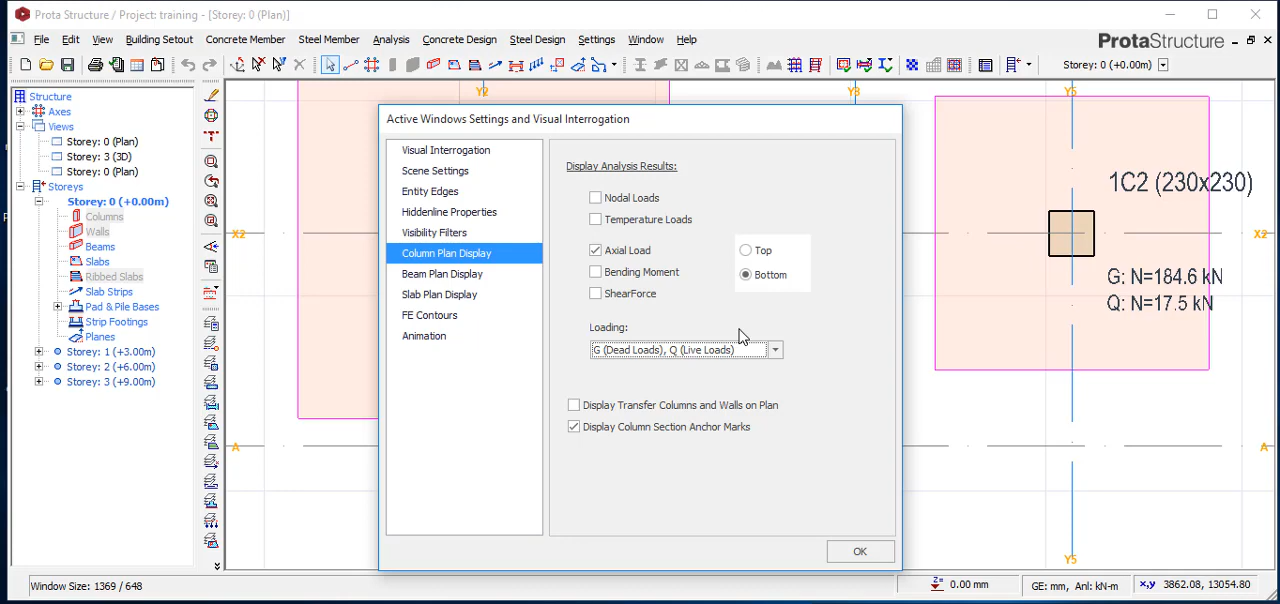 Prota Structure / Project: training - [Storey: 0 (Plan)]
File Edit View Building Setout Concrete Member Steel Member Analysis Concrete Design Steel Design Settings Window Help
ProtaStructure
Storey: 0 (+0.00m)
Structure
Axes
Views
Storey: 0 (Plan)
Storey: 3 (3D)
Storey: 0 (Plan)
Storeys
Storey: 0 (+0.00m)
Columns
Walls
Beams
Slabs
Ribbed Slabs
Slab Strips
Pad & Pile Bases
Strip Footings
Planes
Storey: 1 (+3.00m)
Storey: 2 (+6.00m)
Storey: 3 (+9.00m)
Y2
Y3
Y5
X2
A
Active Windows Settings and Visual Interrogation
Visual Interrogation
Scene Settings
Entity Edges
Hiddenline Properties
Visibility Filters
Column Plan Display
Beam Plan Display
Slab Plan Display
FE Contours
Animation
Display Analysis Results:
Nodal Loads
Temperature Loads
Axial Load
Bending Moment
ShearForce
Top
Bottom
Loading:
G (Dead Loads), Q (Live Loads)
Display Transfer Columns and Walls on Plan
Display Column Section Anchor Marks
OK
1C2 (230x230)
X2
G: N=184.6 kN
Q: N=17.5 kN
A
Y5
Window Size: 1369 / 648
Z= 0.00 mm
GE: mm, Anl: kN-m
x,y 3862.08, 13054.80